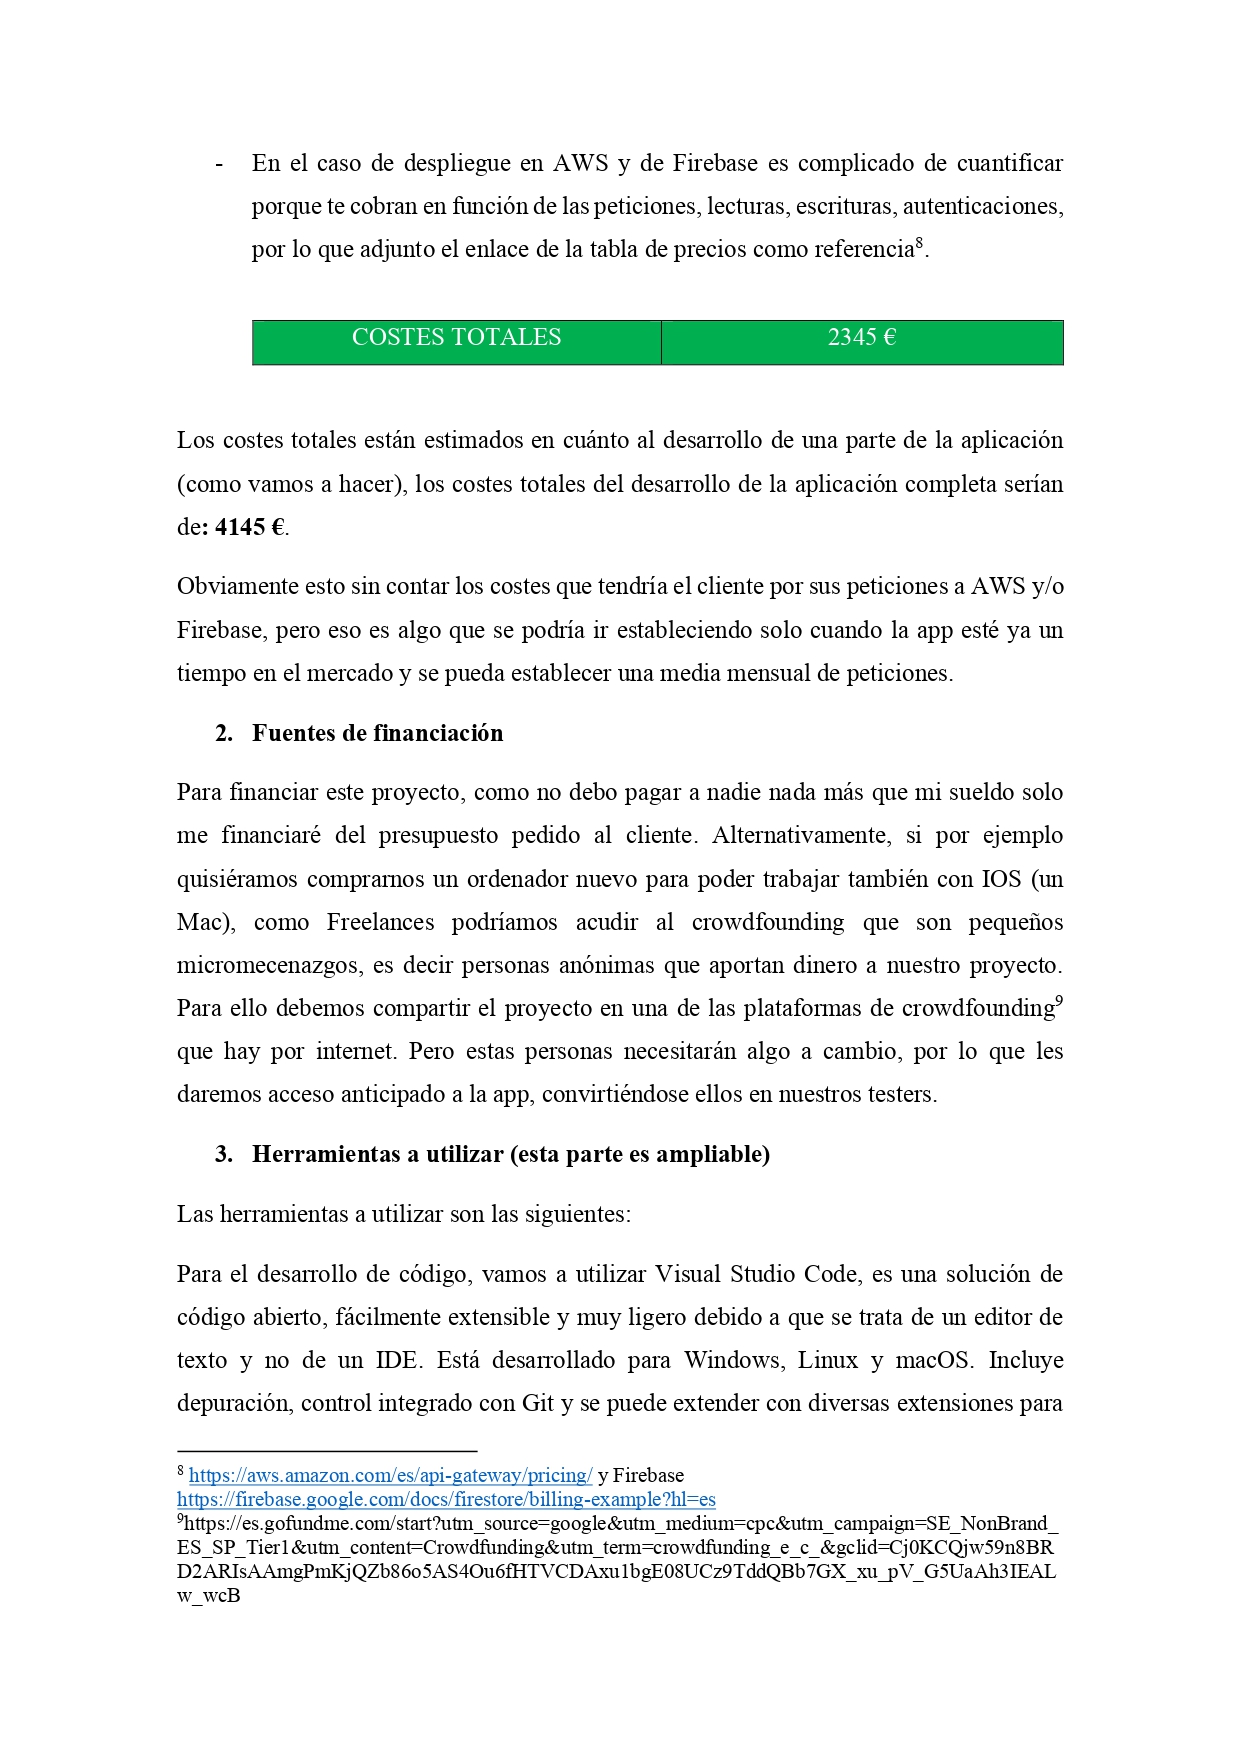 - En el caso de despliegue en AWS y de Firebase es complicado de cuantificar
porque te cobran en función de las peticiones, lecturas, escrituras, autenticaciones,
por lo que adjunto el enlace de la tabla de precios como referencia8.
COSTES TOTALES 2345 €
Los costes totales están estimados en cuánto al desarrollo de una parte de la aplicación
(como vamos a hacer), los costes totales del desarrollo de la aplicación completa serían
de: 4145 €.
Obviamente esto sin contar los costes que tendría el cliente por sus peticiones a AWS y/o
Firebase, pero eso es algo que se podría ir estableciendo solo cuando la app esté ya un
tiempo en el mercado y se pueda establecer una media mensual de peticiones.
2. Fuentes de financiación
Para financiar este proyecto, como no debo pagar a nadie nada más que mi sueldo solo
me financiaré del presupuesto pedido al cliente. Alternativamente, si por ejemplo
quisiéramos comprarnos un ordenador nuevo para poder trabajar también con IOS (un
Mac), como Freelances podríamos acudir al crowdfounding que son pequeños
micromecenazgos, es decir personas anónimas que aportan dinero a nuestro proyecto.
Para ello debemos compartir el proyecto en una de las plataformas de crowdfounding9
que hay por internet. Pero estas personas necesitarán algo a cambio, por lo que les
daremos acceso anticipado a la app, convirtiéndose ellos en nuestros testers.
3. Herramientas a utilizar (esta parte es ampliable)
Las herramientas a utilizar son las siguientes:
Para el desarrollo de código, vamos a utilizar Visual Studio Code, es una solución de
código abierto, fácilmente extensible y muy ligero debido a que se trata de un editor de
texto y no de un IDE. Está desarrollado para Windows, Linux y macOS. Incluye
depuración, control integrado con Git y se puede extender con diversas extensiones para
8 https://aws.amazon.com/es/api-gateway/pricing/ y Firebase
https://firebase.google.com/docs/firestore/billing-example?hl=es
9https://es.gofundme.com/start?utm_source=google&utm_medium=cpc&utm_campaign=SE_NonBrand_
ES_SP_Tier1&utm_content=Crowdfunding&utm_term=crowdfunding_e_c_&gclid=Cj0KCQjw59n8BR
D2ARIsAAmgPmKjQZb86o5AS4Ou6fHTVCDAxu1bgE08UCz9TddQBb7GX_xu_pV_G5UaAh3IEAL
w_wcB